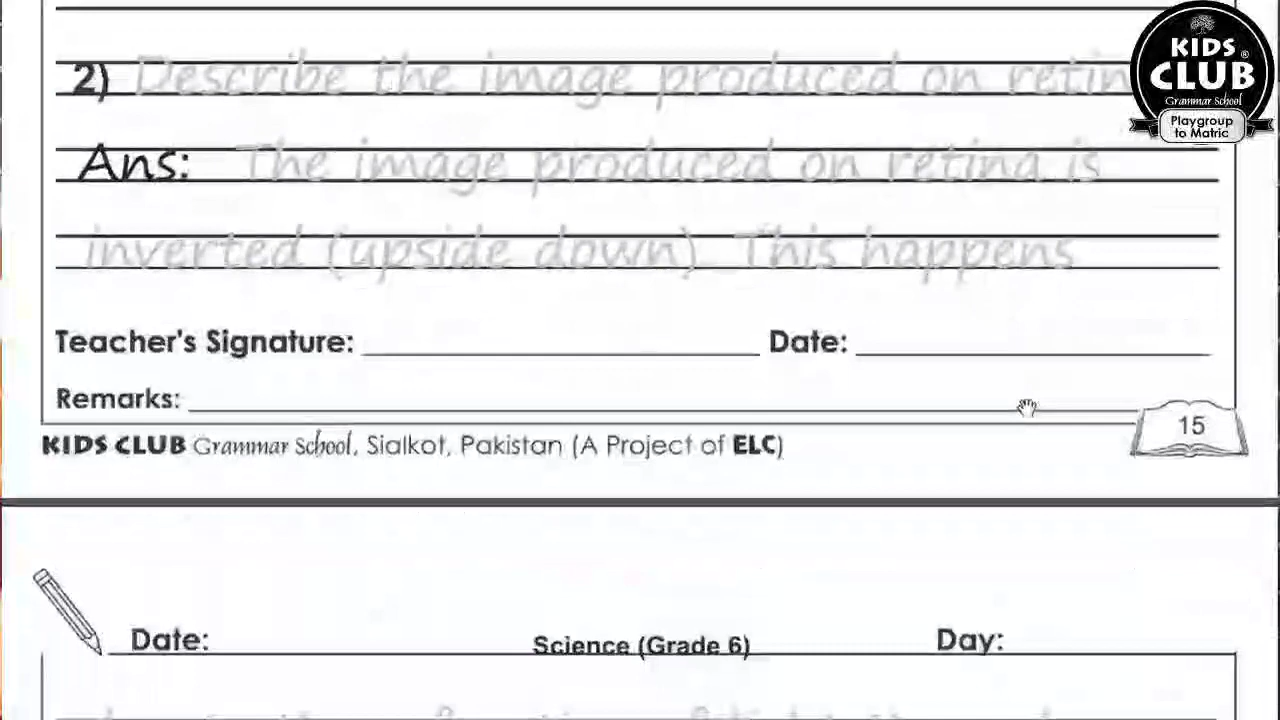 2) Describe the image produced on retin
Ans: The image produced on retina is
inverted (upside down). This happens
Teacher's Signature: Date:
Remarks:
15
KIDS CLUB Grammar School, Sialkot, Pakistan (A Project of ELC)
Date: Science (Grade 6) Day:
KIDS
CLUB®
Grammar School
Playgroup
to Matric